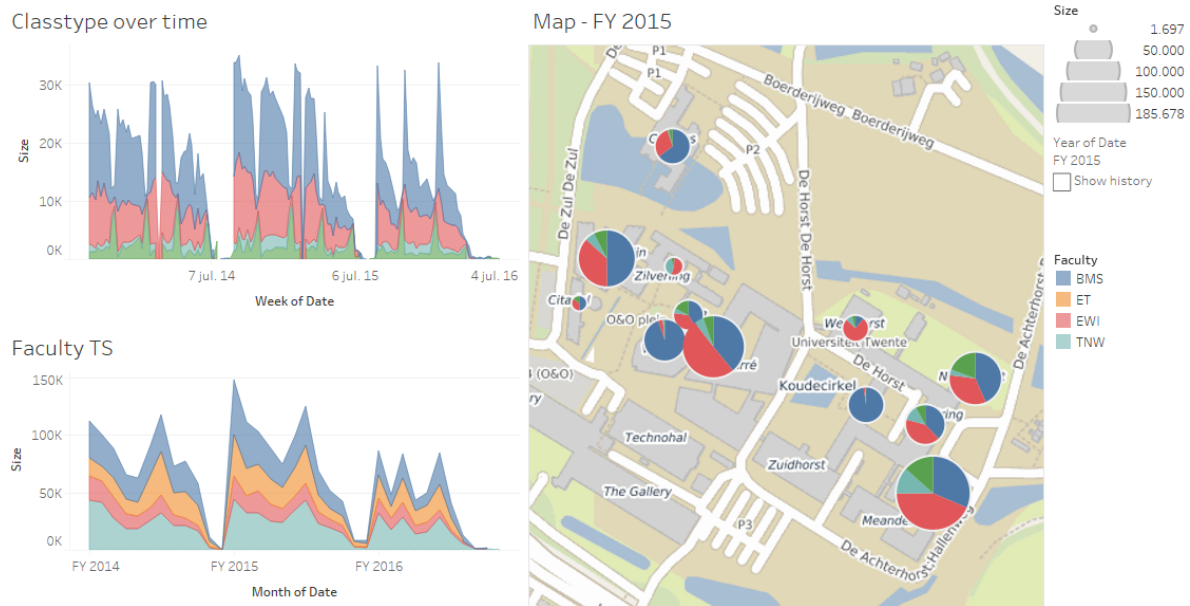 Classtype over time
30K
20K
10K
0K
Size
7 jul. 14
6 jul. 15
4 jul. 16
Week of Date
Faculty TS
150K
100K
50K
0K
Size
FY 2014
FY 2015
FY 2016
Month of Date
Map - FY 2015
P1
P1
Boerderijweg
Boerderijweg
P2
De Zul
De Zul
De Horst
De Horst
Zilvering
O&O plein
(O&O)
Universiteit Twente
De Horst
Koudecirkel
Technohal
Zuidhorst
The Gallery
P3
De Achterhorst
Hallenweg
De Achterhorst
Size
1.697
50.000
100.000
150.000
185.678
Year of Date
FY 2015
Show history
Faculty
BMS
ET
EWI
TNW